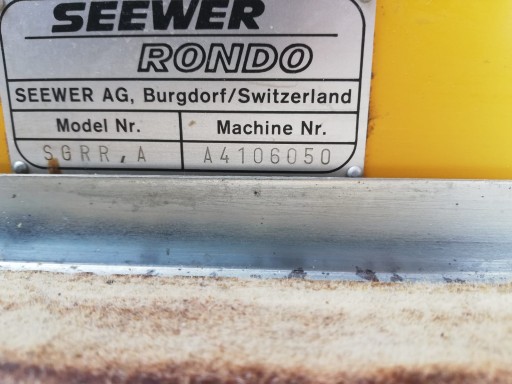 SEEWER
RONDO
SEEWER AG, Burgdorf/Switzerland
Model Nr. Machine Nr.
SGRR,A A4106050